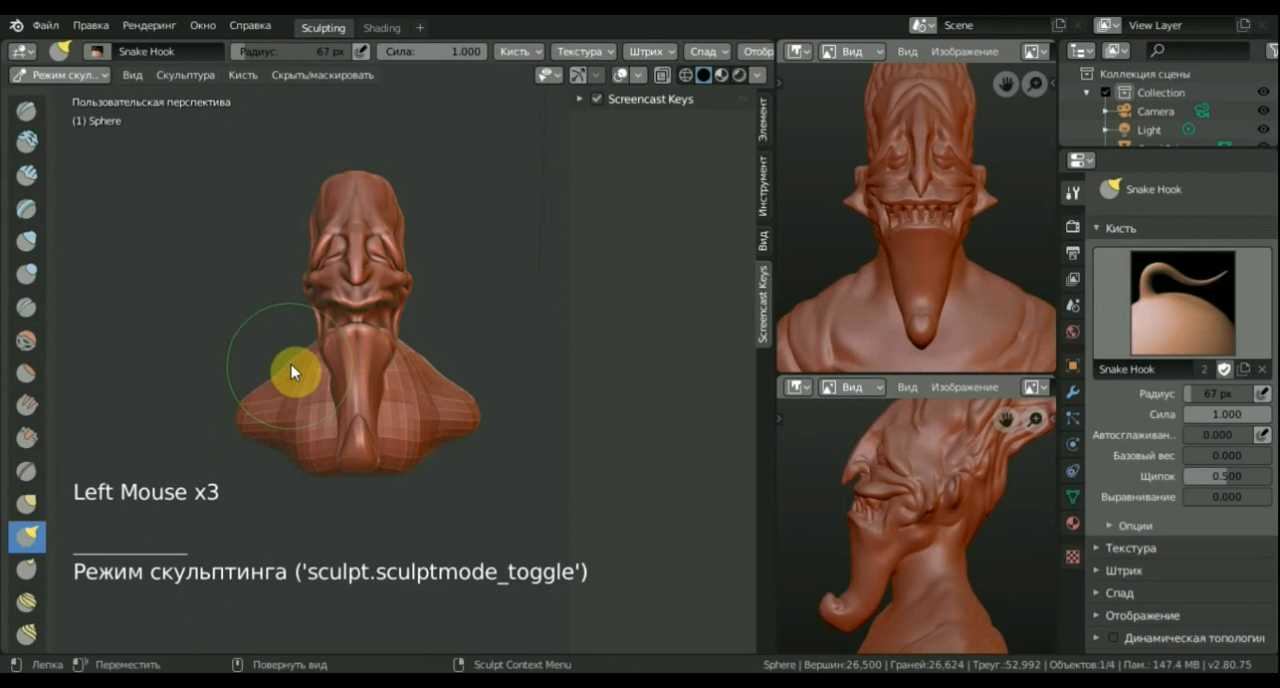 Файл Правка Рендеринг Окно Справка Sculpting Shading + Scene View Layer
Snake Hook Радиус: 67 px Сила: 1.000 Кисть Текстура Штрих Спад Отобр
Режим скул.. Вид Скульптура Кисть Скрыть/маскировать
Пользовательская перспектива
(1) Sphere
Screencast Keys
Элемент
Инструмент
Вид
Screencast Keys
Left Mouse x3
Режим скульптинга ('sculpt.sculptmode_toggle')
Вид Вид Изображение
Вид Вид Изображение
Коллекция сцены
Collection
Camera
Light
Snake Hook
Кисть
Snake Hook 2
Радиус 67 px
Сила 1.000
Автосглаживан.. 0.000
Базовый вес 0.000
Щипок 0.500
Выравнивание 0.000
Опции
Текстура
Штрих
Спад
Отображение
Динамическая топология
Лепка Переместить Повернуть вид Sculpt Context Menu Sphere | Вершин:26,500 | Граней:26,624 | Треуг.:52,992 | Объектов:1/4 | Пам.: 147.4 MB | v2.80.75